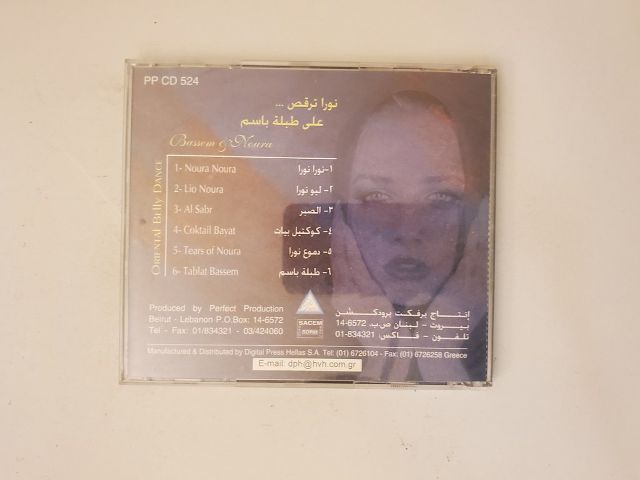 PP CD 524
نورا ترقص ...
على طبلة باسم
Bassem & Noura
ORIENTAL BELLY DANCE
1- Noura Noura ١-نورا نورا
2- Lio Noura ٢- ليو نورا
3- Al Sabr ٣- الصبر
4- Coktail Bayat ٤- كوكتيل بيات
5- Tears of Noura ٥- دموع نورا
6- Tablat Bassem ٦- طبلة باسم
Produced by Perfect Production
Beirut - Lebanon P.O.Box: 14-6572
Tel - Fax: 01/834321 - 03/424060
SACEM
إنتاج برفكت برودكشن
بيروت - لبنان ص.ب. 6572-14
تلفون - فاكس: 834321-01
Manufactured & Distributed by Digital Press Hellas S.A. Tel: (01) 6726104 - Fax: (01) 6726258 Greece
E-mail: dph@hvh.com.gr